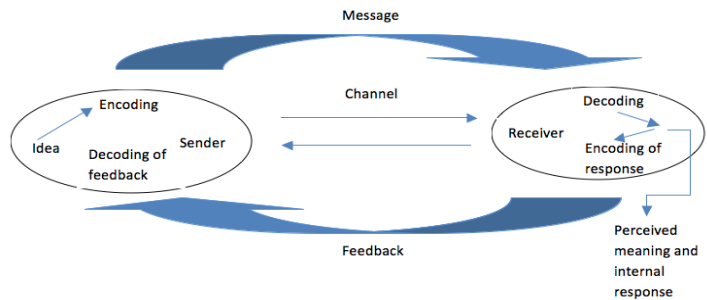 Message
Channel
Encoding
Idea
Sender
Decoding of
feedback
Decoding
Receiver
Encoding of
response
Feedback
Perceived
meaning and
internal
response